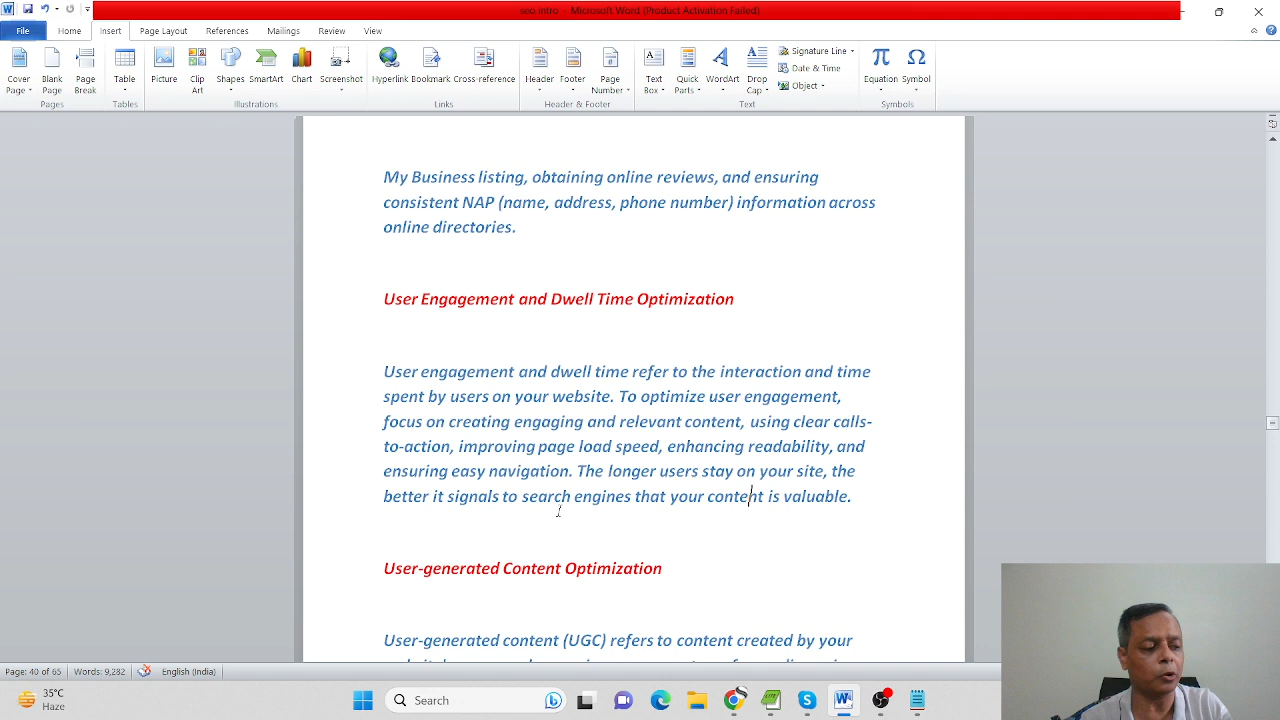 seo intro - Microsoft Word (Product Activation Failed)
File Home Insert Page Layout References Mailings Review View
Cover Page Blank Page Page Break Table Picture Clip Art Shapes SmartArt Chart Screenshot Hyperlink Bookmark Cross-reference Header Footer Page Number Text Box Quick Parts WordArt Drop Cap Signature Line Date & Time Object Equation Symbol
Pages Tables Illustrations Links Header & Footer Text Symbols
My Business listing, obtaining online reviews, and ensuring
consistent NAP (name, address, phone number) information across
online directories.
User Engagement and Dwell Time Optimization
User engagement and dwell time refer to the interaction and time
spent by users on your website. To optimize user engagement,
focus on creating engaging and relevant content, using clear calls-
to-action, improving page load speed, enhancing readability, and
ensuring easy navigation. The longer users stay on your site, the
better it signals to search engines that your content is valuable.
User-generated Content Optimization
User-generated content (UGC) refers to content created by your
Page: 40 of 65 Words: 9,282 English (India)
35°C
Haze
Search